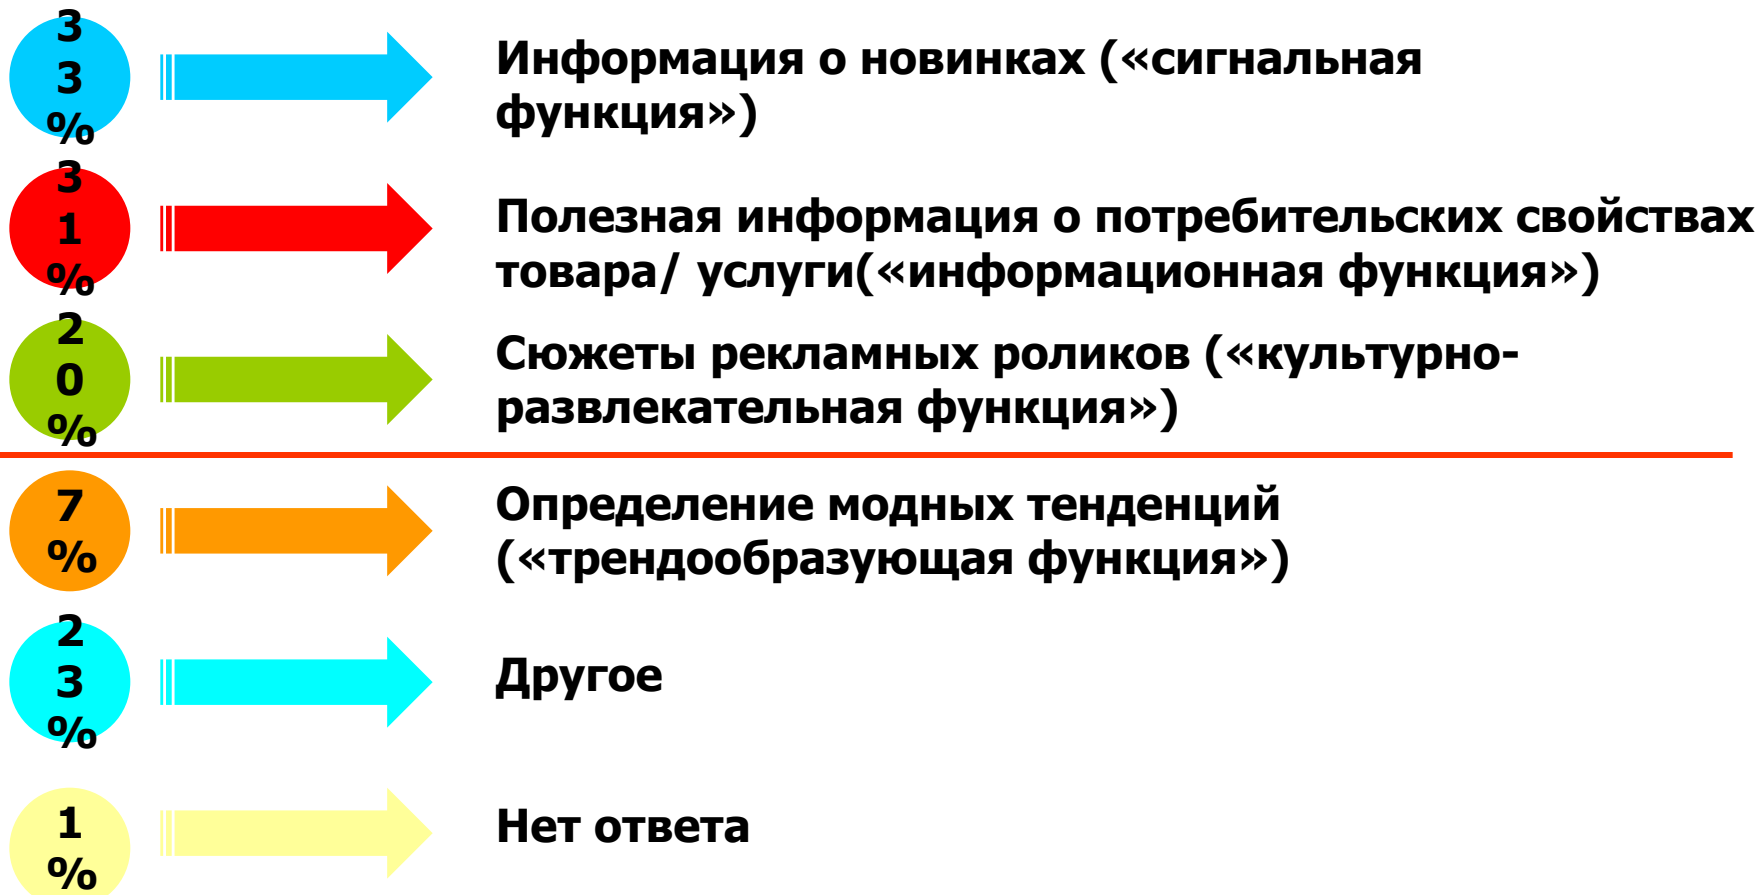 33%
Информация о новинках («сигнальная
функция»)
31%
Полезная информация о потребительских свойствах
товара/ услуги(«информационная функция»)
20%
Сюжеты рекламных роликов («культурно-
развлекательная функция»)
7%
Определение модных тенденций
(«трендообразующая функция»)
23%
Другое
1%
Нет ответа